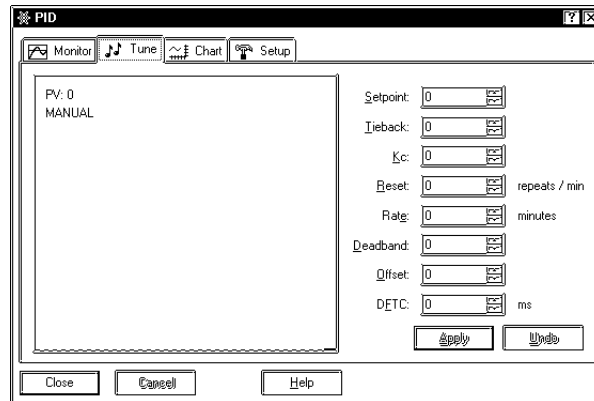 PID
Monitor Tune Chart Setup
PV: 0
MANUAL
Setpoint: 0
Tieback: 0
Kc: 0
Reset: 0 repeats / min
Rate: 0 minutes
Deadband: 0
Offset: 0
DFTC: 0 ms
Apply Undo
Close Cancel Help